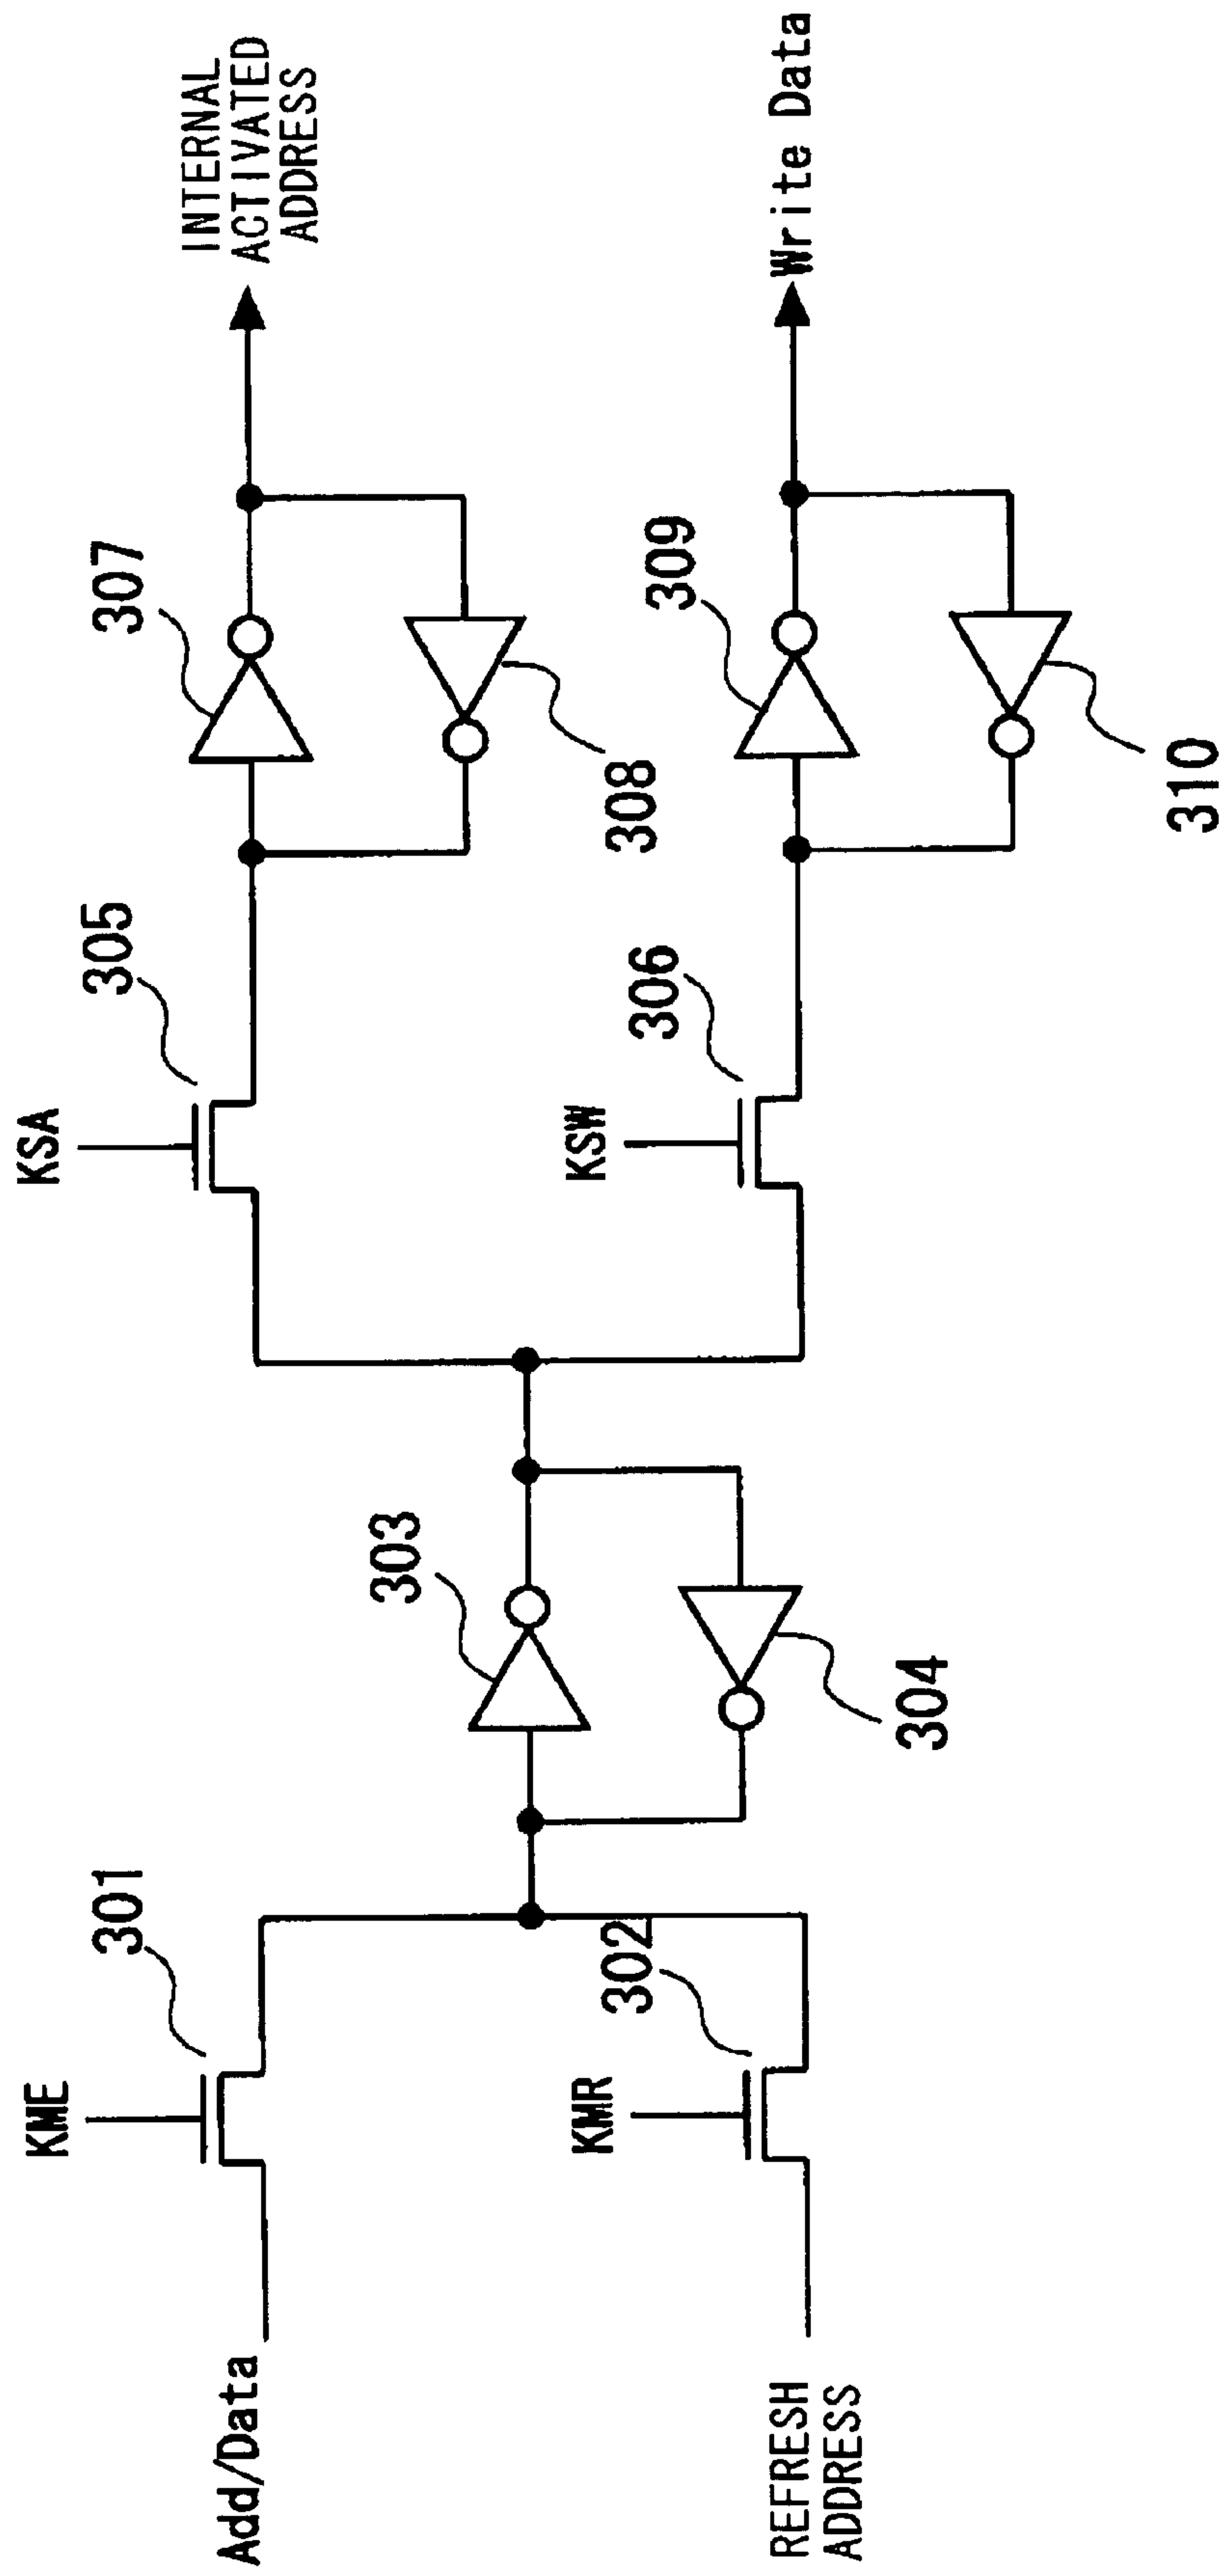 Add/Data
REFRESH
ADDRESS
KME
301
KMR
302
303
304
KSA
305
KSW
306
307
308
309
310
INTERNAL
ACTIVATED
ADDRESS
Write Data